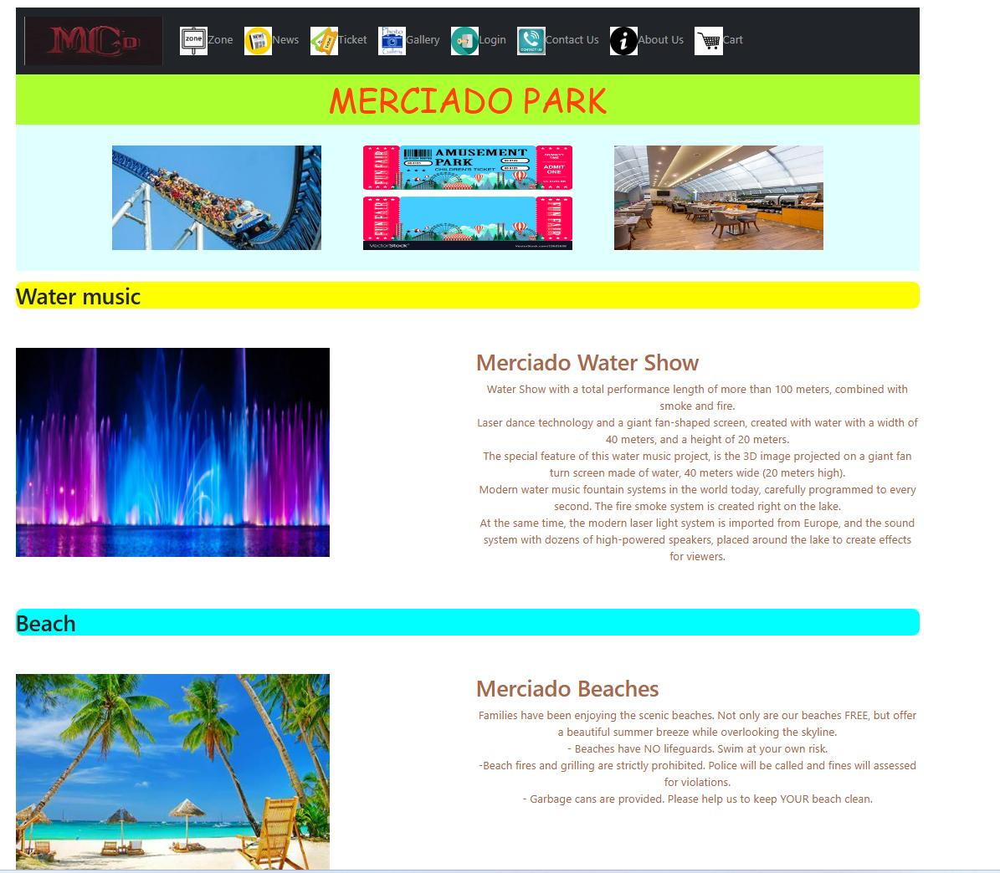 MCD
zone Zone
NEWS News
Ticket
Photo Gallery Gallery
Login
CONTACT US Contact Us
About Us
Cart
MERCIADO PARK
AMUSEMENT
PARK
CHILDREN'S TICKET
FUN FAIR
ADMIT
ONE
FUN FAIR
FUN FAIR
VectorStock
Water music
Merciado Water Show
Water Show with a total performance length of more than 100 meters, combined with
smoke and fire.
Laser dance technology and a giant fan-shaped screen, created with water with a width of
40 meters, and a height of 20 meters.
The special feature of this water music project, is the 3D image projected on a giant fan
turn screen made of water, 40 meters wide (20 meters high).
Modern water music fountain systems in the world today, carefully programmed to every
second. The fire smoke system is created right on the lake.
At the same time, the modern laser light system is imported from Europe, and the sound
system with dozens of high-powered speakers, placed around the lake to create effects
for viewers.
Beach
Merciado Beaches
Families have been enjoying the scenic beaches. Not only are our beaches FREE, but offer
a beautiful summer breeze while overlooking the skyline.
- Beaches have NO lifeguards. Swim at your own risk.
-Beach fires and grilling are strictly prohibited. Police will be called and fines will assessed
for violations.
- Garbage cans are provided. Please help us to keep YOUR beach clean.